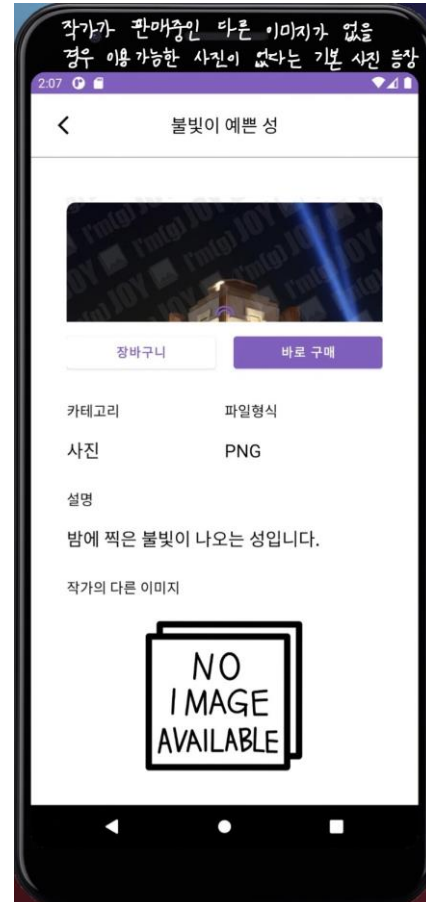 작가가 판매중인 다른 이미지가 없을
경우 이용 가능한 사진이 없다는 기본 사진 등장
2:07
불빛이 예쁜 성
I'm(g) JOY
I'm(g) JOY
I'm(g) JOY
장바구니
바로 구매
카테고리
파일형식
사진
PNG
설명
밤에 찍은 불빛이 나오는 성입니다.
작가의 다른 이미지
NO
IMAGE
AVAILABLE